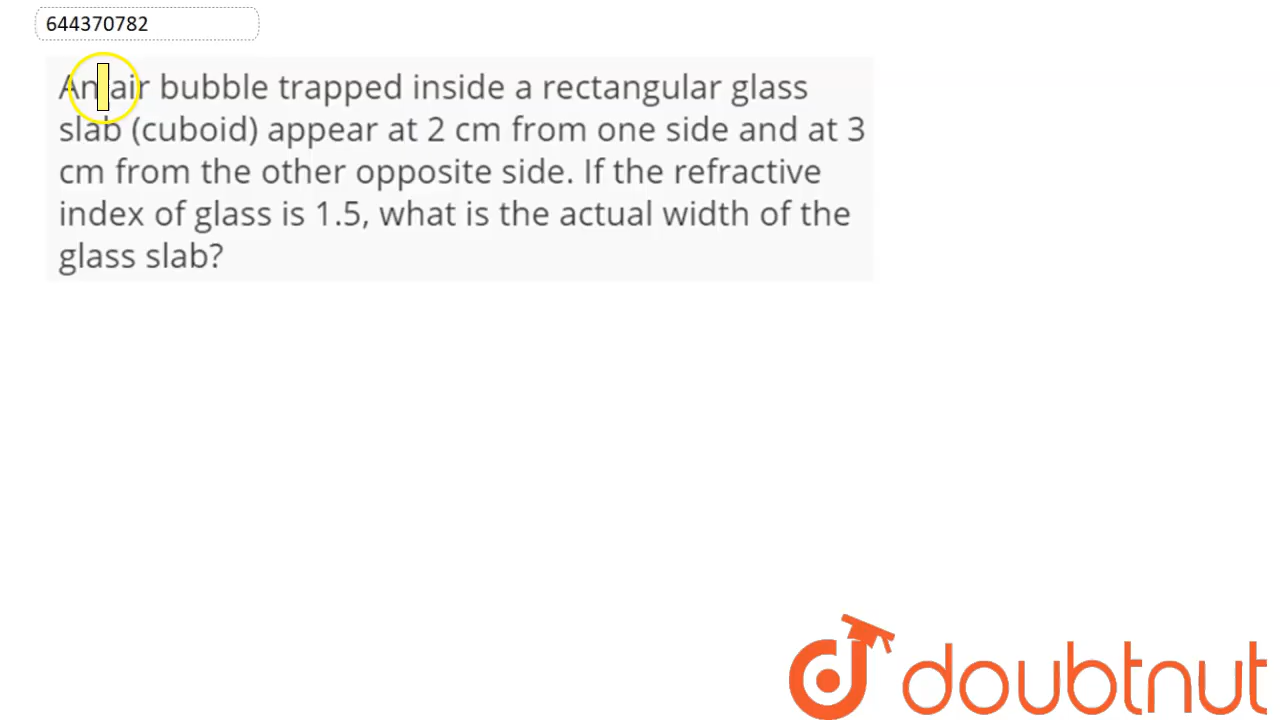 644370782
An air bubble trapped inside a rectangular glass
slab (cuboid) appear at 2 cm from one side and at 3
cm from the other opposite side. If the refractive
index of glass is 1.5, what is the actual width of the
glass slab?
doubtnut